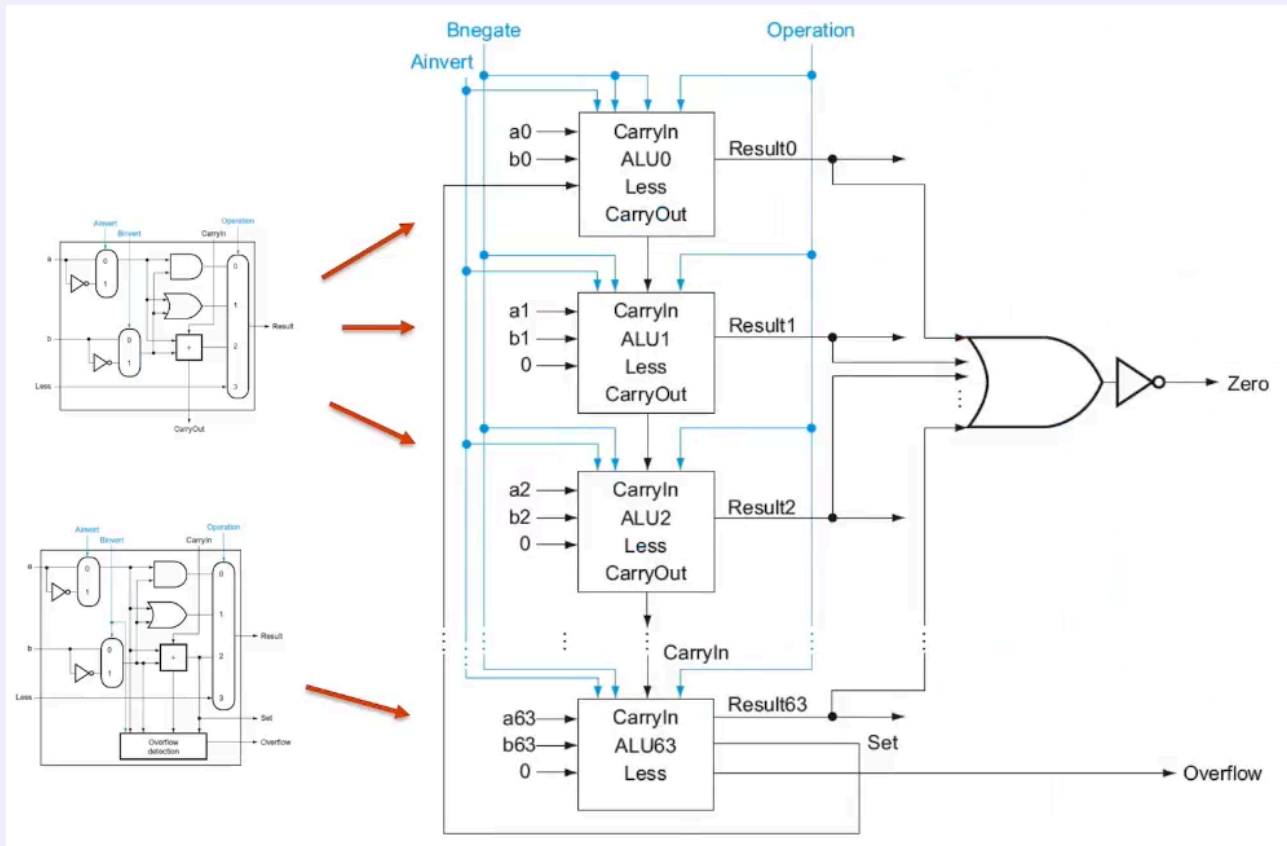 Bnegate
Operation
Ainvert
a0
b0
CarryIn
ALU0
Less
CarryOut
Result0
a1
b1
0
CarryIn
ALU1
Less
CarryOut
Result1
a2
b2
0
CarryIn
ALU2
Less
CarryOut
Result2
CarryIn
a63
b63
0
CarryIn
ALU63
Less
Result63
Set
Zero
Overflow
Ainvert
Operation
Binvert
CarryIn
a
0
1
0
1
b
0
1
+
2
Result
Less
3
CarryOut
Ainvert
Operation
Binvert
CarryIn
a
0
1
0
1
b
0
1
+
2
Result
Less
3
Set
Overflow
detection
Overflow